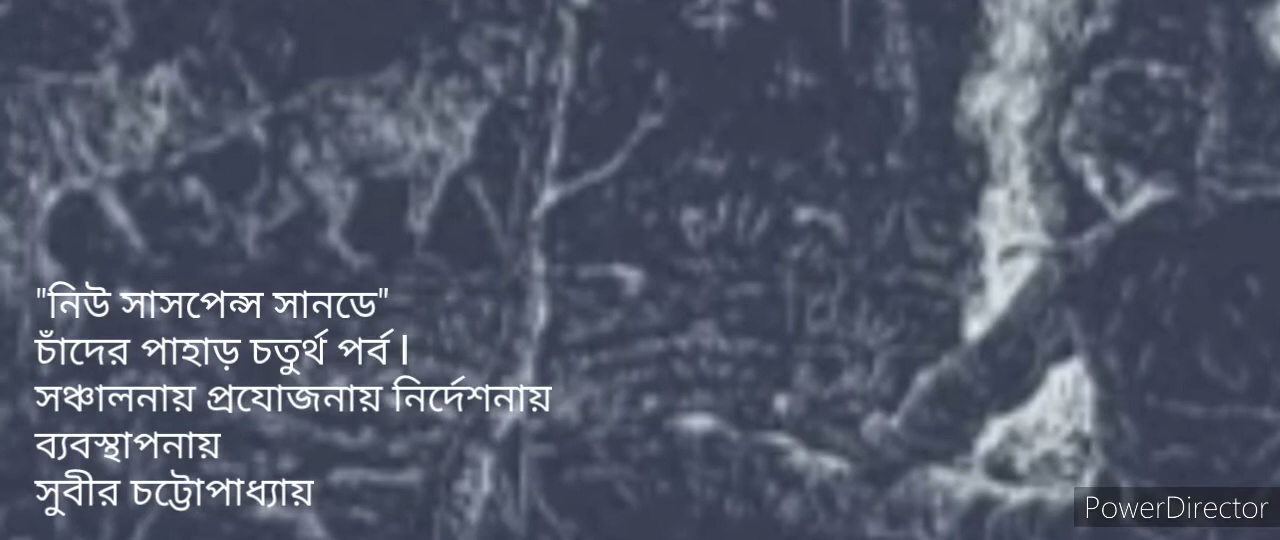 "নিউ সাসপেন্স সানডে"
চাঁদের পাহাড় চতুর্থ পর্ব l
সঞ্চালনায় প্রযোজনায় নির্দেশনায়
ব্যবস্থাপনায়
সুবীর চট্টোপাধ্যায়
PowerDirector